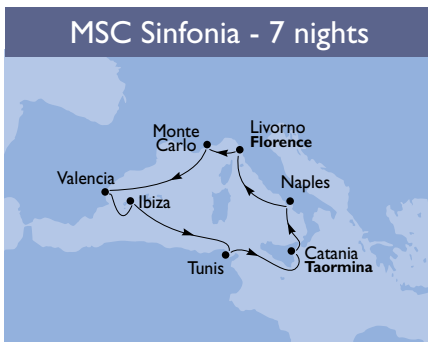 MSC Sinfonia - 7 nights
Monte
Carlo
Livorno
Florence
Valencia
Ibiza
Naples
Tunis
Catania
Taormina